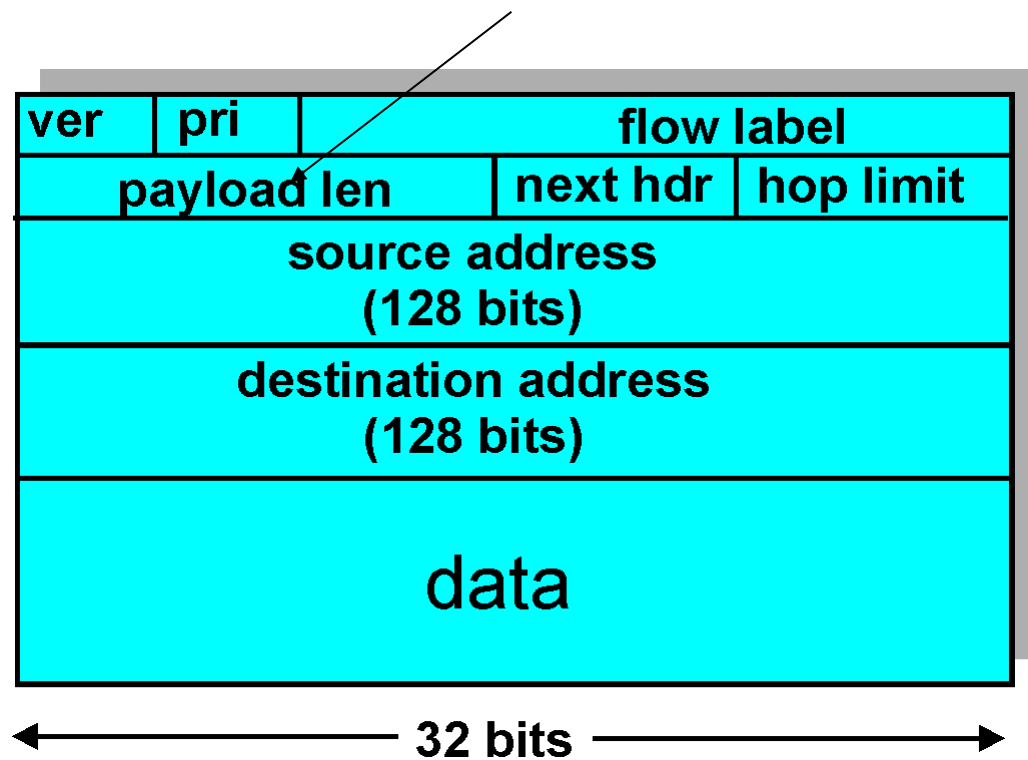 ver pri flow label
payload len next hdr hop limit
source address
(128 bits)
destination address
(128 bits)
data
32 bits